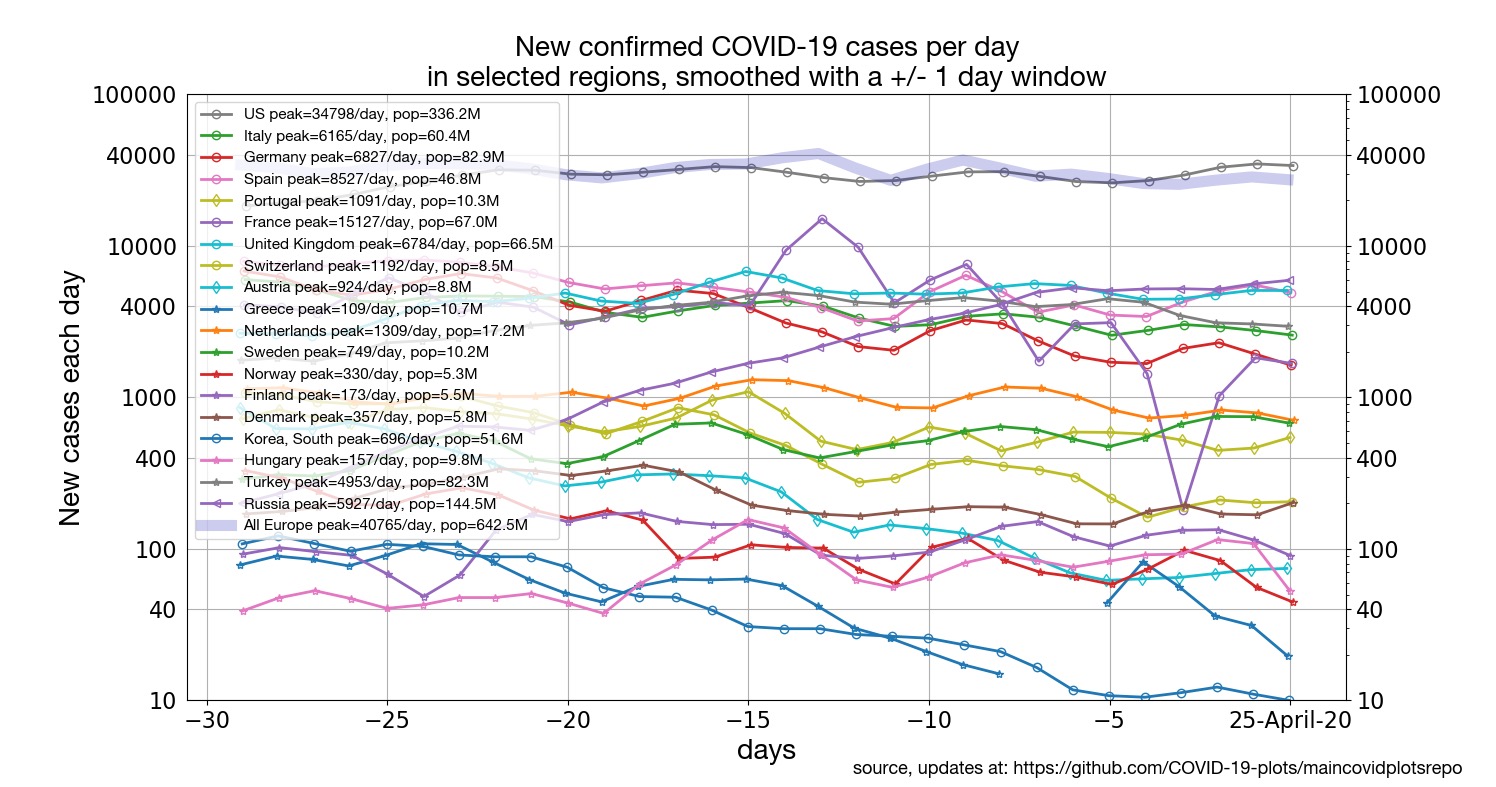 New confirmed COVID-19 cases per day
in selected regions, smoothed with a +/- 1 day window
100000
40000
10000
4000
1000
400
100
40
10
New cases each day
US peak=34798/day, pop=336.2M
Italy peak=6165/day, pop=60.4M
Germany peak=6827/day, pop=82.9M
Spain peak=8527/day, pop=46.8M
Portugal peak=1091/day, pop=10.3M
France peak=15127/day, pop=67.0M
United Kingdom peak=6784/day, pop=66.5M
Switzerland peak=1192/day, pop=8.5M
Austria peak=924/day, pop=8.8M
Greece peak=109/day, pop=10.7M
Netherlands peak=1309/day, pop=17.2M
Sweden peak=749/day, pop=10.2M
Norway peak=330/day, pop=5.3M
Finland peak=173/day, pop=5.5M
Denmark peak=357/day, pop=5.8M
Korea, South peak=696/day, pop=51.6M
Hungary peak=157/day, pop=9.8M
Turkey peak=4953/day, pop=82.3M
Russia peak=5927/day, pop=144.5M
All Europe peak=40765/day, pop=642.5M
100000
40000
10000
4000
1000
400
100
40
10
−30 −25 −20 −15 −10 −5 25-April-20
days
source, updates at: https://github.com/COVID-19-plots/maincovidplotsrepo